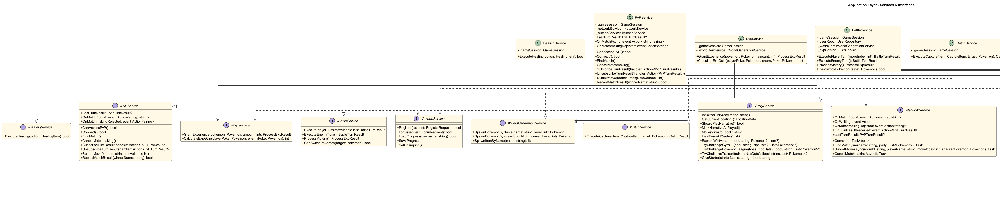 Application Layer - Services & Interfaces
C PvPService
-_gameSession: GameSession
-_networkService: INetworkService
-_authenService: IAuthenService
+LastTurnResult: PvPTurnResult?
+OnMatchFound: event Action<string, string>
+OnMatchmakingRejected: event Action<string>
+CanAccessPvP(): bool
+Connect(): bool
+FindMatch()
+CancelMatchmaking()
+SubscribeTurnResult(handler: Action<PvPTurnResult>)
+UnsubscribeTurnResult(handler: Action<PvPTurnResult>)
+SubmitMove(roomId: string, moveIndex: int)
+RecordMatchResult(winnerName: string): bool
C HealingService
-_gameSession: GameSession
+ExecuteHealing(potion: HealingItem): bool
C ExpService
-_gameSession: GameSession
-_worldGenService: IWorldGenerationService
+GrantExperience(pokemon: Pokemon, amount: int): ProcessExpResult
+CalculateExpGain(playerPoke: Pokemon, enemyPoke: Pokemon): int
C BattleService
-_gameSession: GameSession
-_userRepo: IUserRepository
-_worldGen: IWorldGenerationService
-_expService: IExpService
+ExecutePlayerTurn(moveIndex: int): BattleTurnResult
+ExecuteEnemyTurn(): BattleTurnResult
+ProcessVictory(): ProcessExpResult
+CanSwitchPokemon(target: Pokemon): bool
C CatchService
-_gameSession: GameSession
+ExecuteCapture(item: CaptureItem, target: Pokemon): Ca
I IHealingService
+ExecuteHealing(potion: HealingItem): bool
I IPvPService
+LastTurnResult: PvPTurnResult?
+OnMatchFound: event Action<string, string>
+OnMatchmakingRejected: event Action<string>
+CanAccessPvP(): bool
+Connect(): bool
+FindMatch()
+CancelMatchmaking()
+SubscribeTurnResult(handler: Action<PvPTurnResult>)
+UnsubscribeTurnResult(handler: Action<PvPTurnResult>)
+SubmitMove(roomId: string, moveIndex: int)
+RecordMatchResult(winnerName: string): bool
I IExpService
+GrantExperience(pokemon: Pokemon, amount: int): ProcessExpResult
+CalculateExpGain(playerPoke: Pokemon, enemyPoke: Pokemon): int
I IBattleService
+ExecutePlayerTurn(moveIndex: int): BattleTurnResult
+ExecuteEnemyTurn(): BattleTurnResult
+ProcessVictory(): ProcessExpResult
+CanSwitchPokemon(target: Pokemon): bool
I IAuthenService
+Register(request: RegisterRequest): bool
+Login(request: LoginRequest): bool
+LoadProgress(username: string): bool
+SaveProgress()
+SetChampion()
I IWorldGenerationService
+SpawnPokemonByName(name: string, level: int): Pokemon
+SpawnPokemonById(evolutionId: int, currentLevel: int): Pokemon
+SpawnItemByName(name: string): Item
I ICatchService
+ExecuteCapture(item: CaptureItem, target: Pokemon): CatchResult
I IStoryService
+InitializeStory(command: string)
+GetCurrentLocation(): LocationData
+ShouldPlayNarrative(): bool
+MarkNarrativeAsPlayed()
+Move(forward: bool): string
+HealTeamAtCenter(): string
+ExploreWildArea(): (bool, string, Pokemon?, Item?)
+TryChallengeGym(): (bool, string, NpcData?, List<Pokemon>?)
+TryChallengePokemonLeague(boss: NpcData): (bool, string, List<Pokemon>?)
+TryChallengeTrainer(trainer: NpcData): (bool, string, List<Pokemon>?)
+GiveStarter(starterName: string): (bool, string)
I INetworkService
+OnMatchFound: event Action<string, string>
+OnWaiting: event Action
+OnMatchmakingRejected: event Action<string>
+OnTurnResultReceived: event Action<PvPTurnResult>
+LastTurnResult: PvPTurnResult?
+Connect(): Task<bool>
+FindMatch(username: string, party: List<Pokemon>): Task
+SubmitMoveAsync(roomId: string, playerName: string, moveIndex: int, attackerPokemon: Pokemon): Task
+CancelMatchmakingAsync(): Task